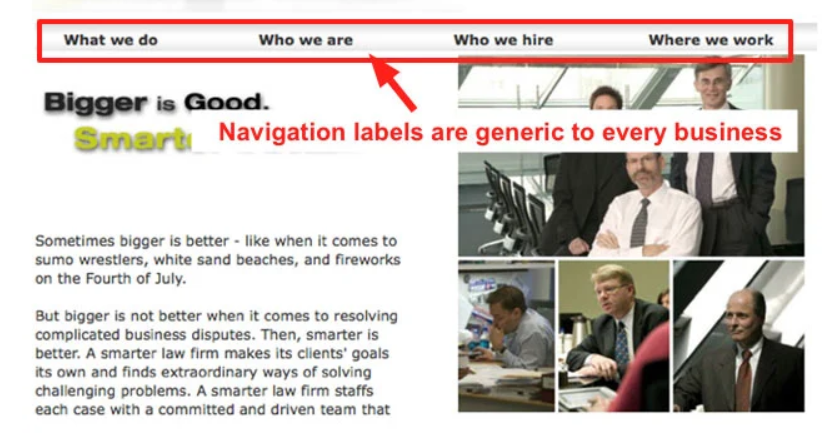 What we do Who we are Who we hire Where we work
Bigger is Good.
Navigation labels are generic to every business
Sometimes bigger is better - like when it comes to
sumo wrestlers, white sand beaches, and fireworks
on the Fourth of July.
But bigger is not better when it comes to resolving
complicated business disputes. Then, smarter is
better. A smarter law firm makes its clients' goals
its own and finds extraordinary ways of solving
challenging problems. A smarter law firm staffs
each case with a committed and driven team that